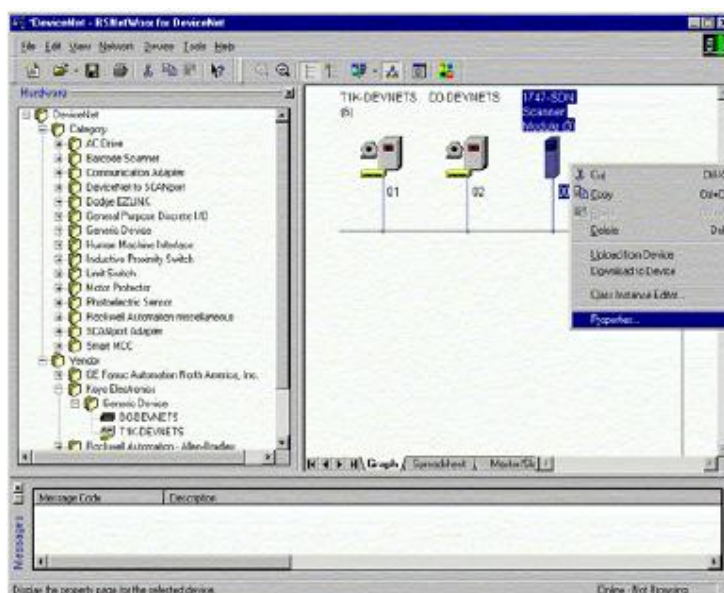 *DeviceNet - RSNetWorx for DeviceNet
File Edit View Network Device Tools Help
Hardware
DeviceNet
Category
AC Drive
Barcode Scanner
Communication Adapter
DeviceNet to SCANport
Dodge EZLINK
General Purpose Discrete I/O
Generic Device
Human Machine Interface
Inductive Proximity Switch
Limit Switch
Motor Protector
Photoelectric Sensor
Rockwell Automation miscellaneous
SCANport Adapter
Smart MCC
Vendor
GE Fanuc Automation North America, Inc.
Koyo Electronics
Generic Device
D0-DEVNETS
T1K-DEVNETS
Rockwell Automation - Allen-Bradley
T1K-DEVNETS
D0-DEVNETS
1747-SDN
Scanner
Module
01
02
00
Cut
Copy Ctrl+C
Delete Del
Upload from Device
Download to Device
Class Instance Editor...
Properties...
Graph
Spreadsheet
Messages
Message Code
Description
Display the property page for the selected device.
Online - Not Browsing